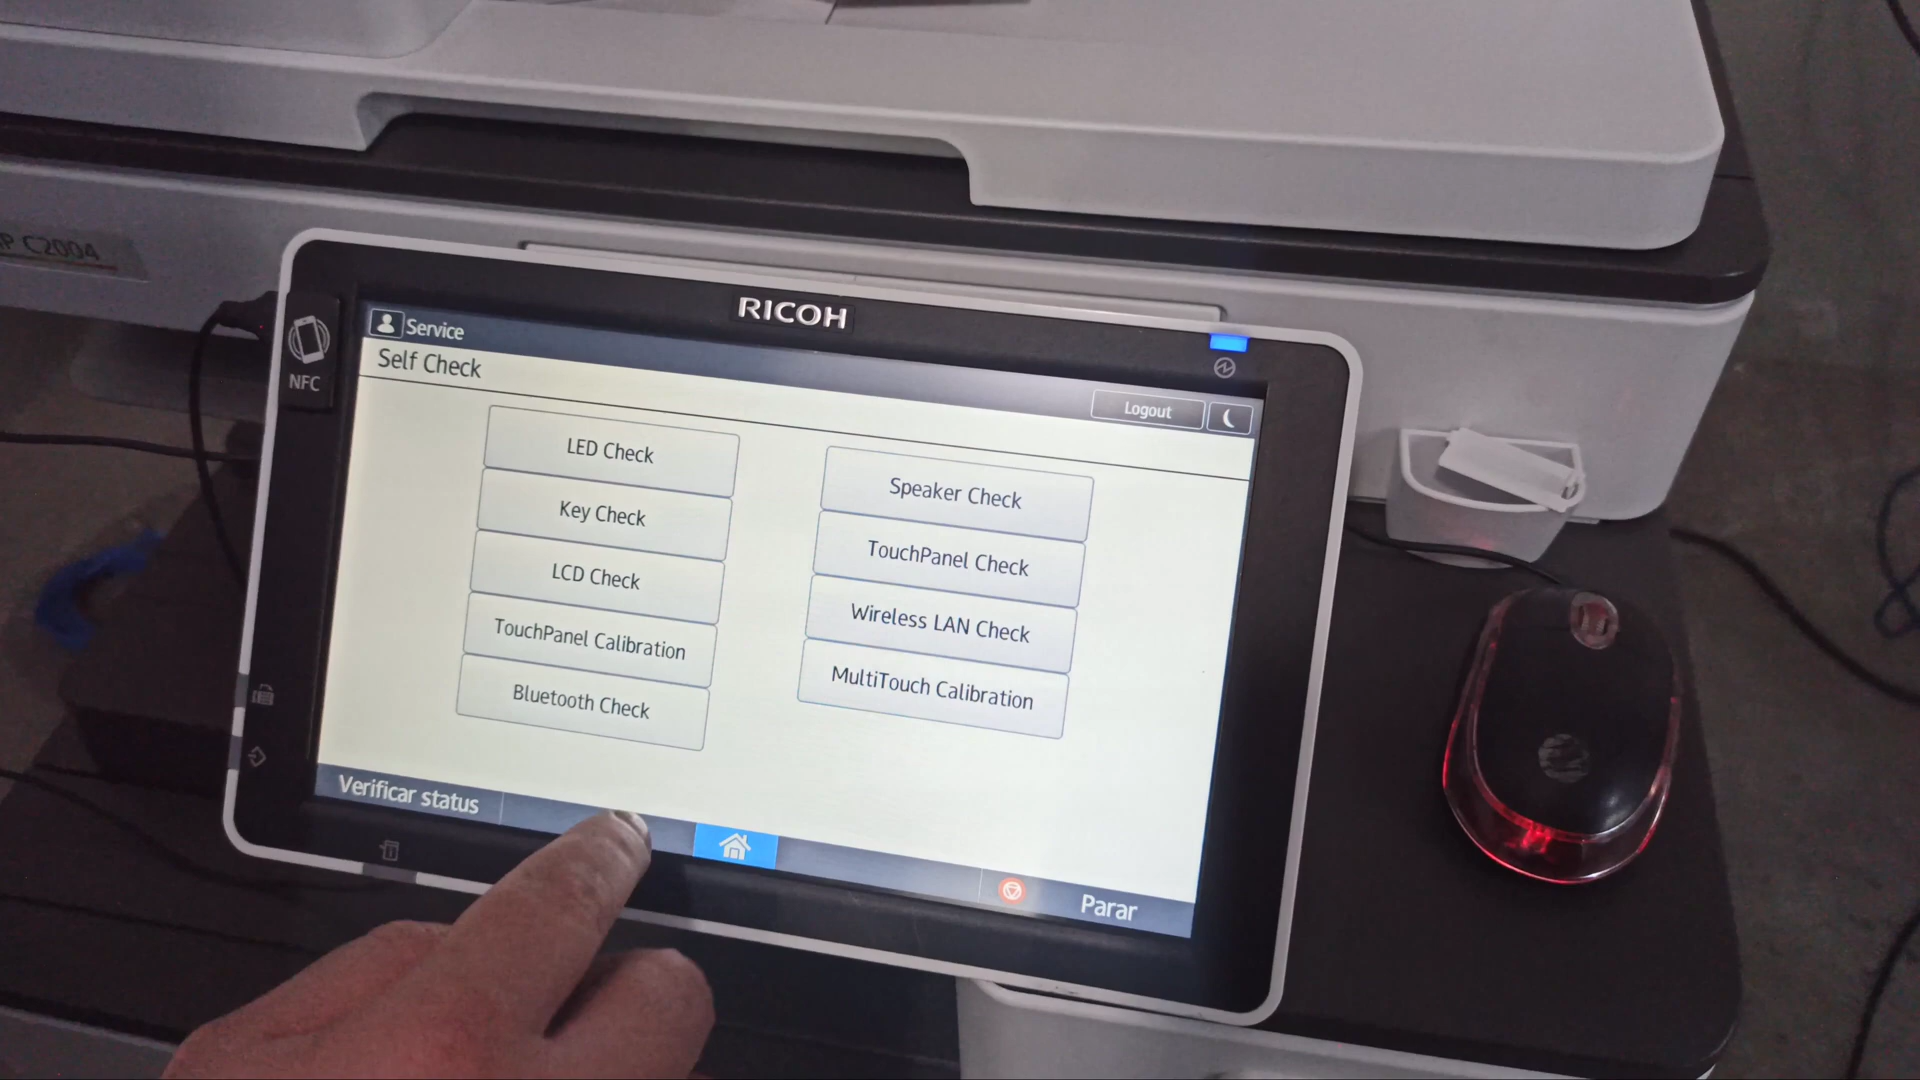 P C2004
RICOH
NFC
Service
Self Check
Logout
LED Check
Key Check
LCD Check
TouchPanel Calibration
Bluetooth Check
Speaker Check
TouchPanel Check
Wireless LAN Check
MultiTouch Calibration
Verificar status
Parar